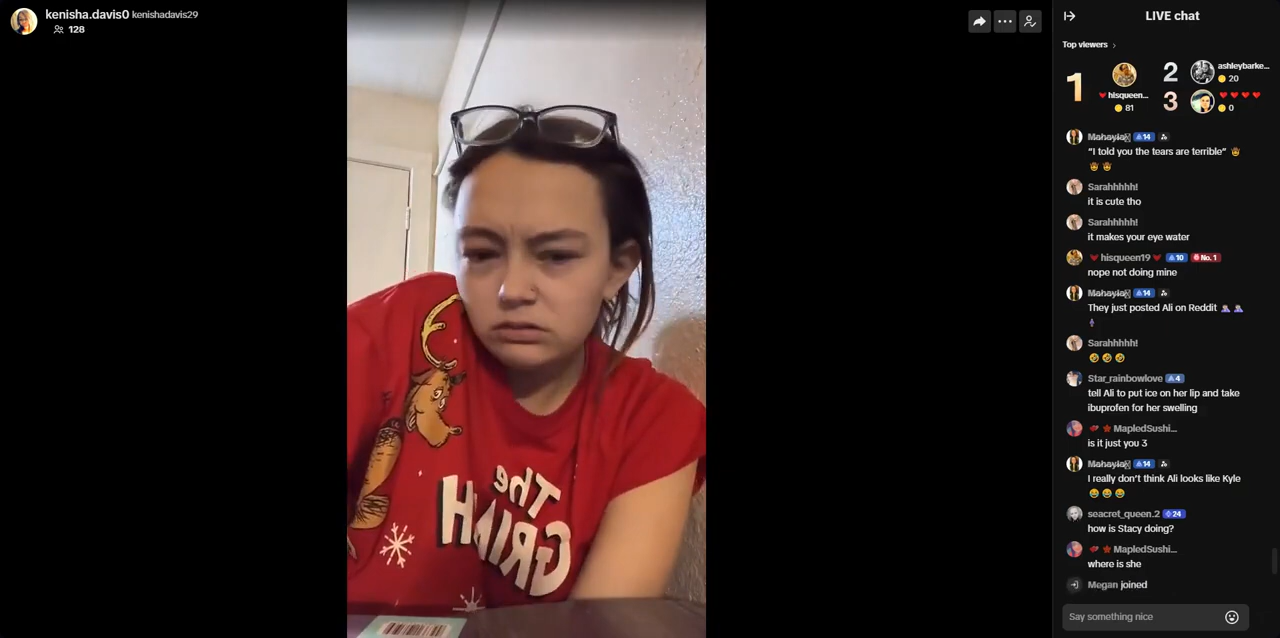 kenisha.davis0 kenishadavis29
128
LIVE chat
Top viewers >
1
hisqueen...
81
2
ashleybarke...
20
3
0
Mahayla 14
“I told you the tears are terrible”
Sarahhhhh!
it is cute tho
Sarahhhhh!
it makes your eye water
hisqueen19 10 No. 1
nope not doing mine
Mahayla 14
They just posted Ali on Reddit
Sarahhhhh!
Star_rainbowlove 4
tell Ali to put ice on her lip and take
ibuprofen for her swelling
MapledSushi...
is it just you 3
Mahayla 14
I really don’t think Ali looks like Kyle
seacret_queen.2 24
how is Stacy doing?
MapledSushi...
where is she
Megan joined
Say something nice
The
GRINCH